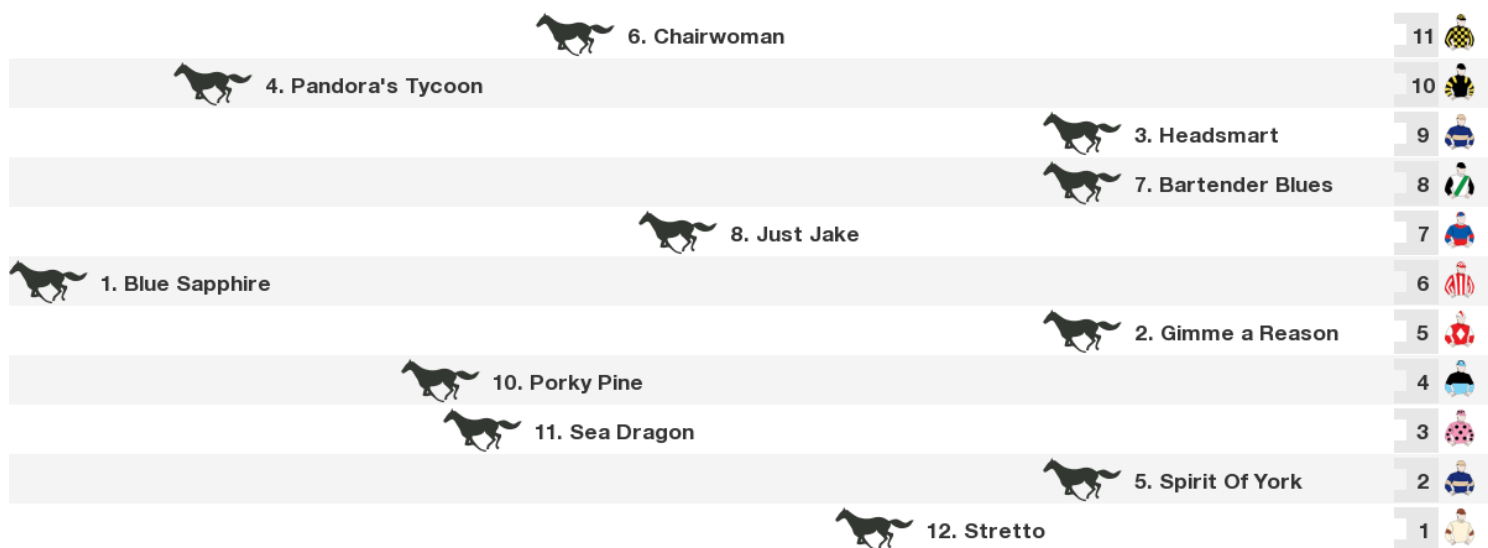 6. Chairwoman 11
4. Pandora's Tycoon 10
3. Headsmart 9
7. Bartender Blues 8
8. Just Jake 7
1. Blue Sapphire 6
2. Gimme a Reason 5
10. Porky Pine 4
11. Sea Dragon 3
5. Spirit Of York 2
12. Stretto 1